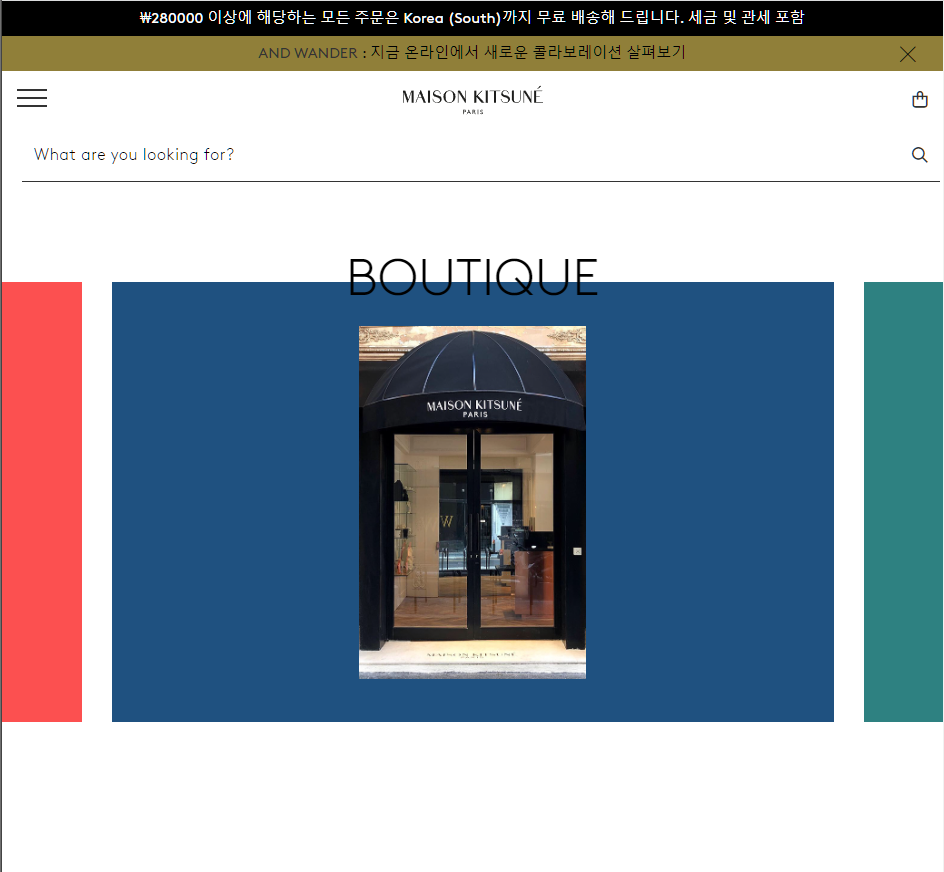 ₩280000 이상에 해당하는 모든 주문은 Korea (South)까지 무료 배송해 드립니다. 세금 및 관세 포함
AND WANDER : 지금 온라인에서 새로운 콜라보레이션 살펴보기
MAISON KITSUNÉ
PARIS
What are you looking for?
BOUTIQUE
MAISON KITSUNÉ
PARIS
W
MAISON KITSUNÉ